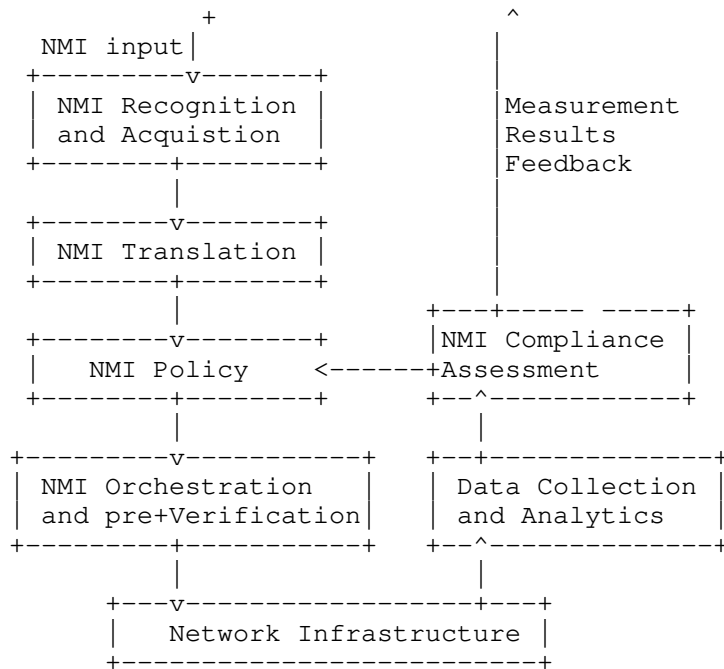 NMI input
NMI Recognition
and Acquistion
Measurement
Results
Feedback
NMI Translation
NMI Compliance
Assessment
NMI Policy
NMI Orchestration
and pre+Verification
Data Collection
and Analytics
Network Infrastructure